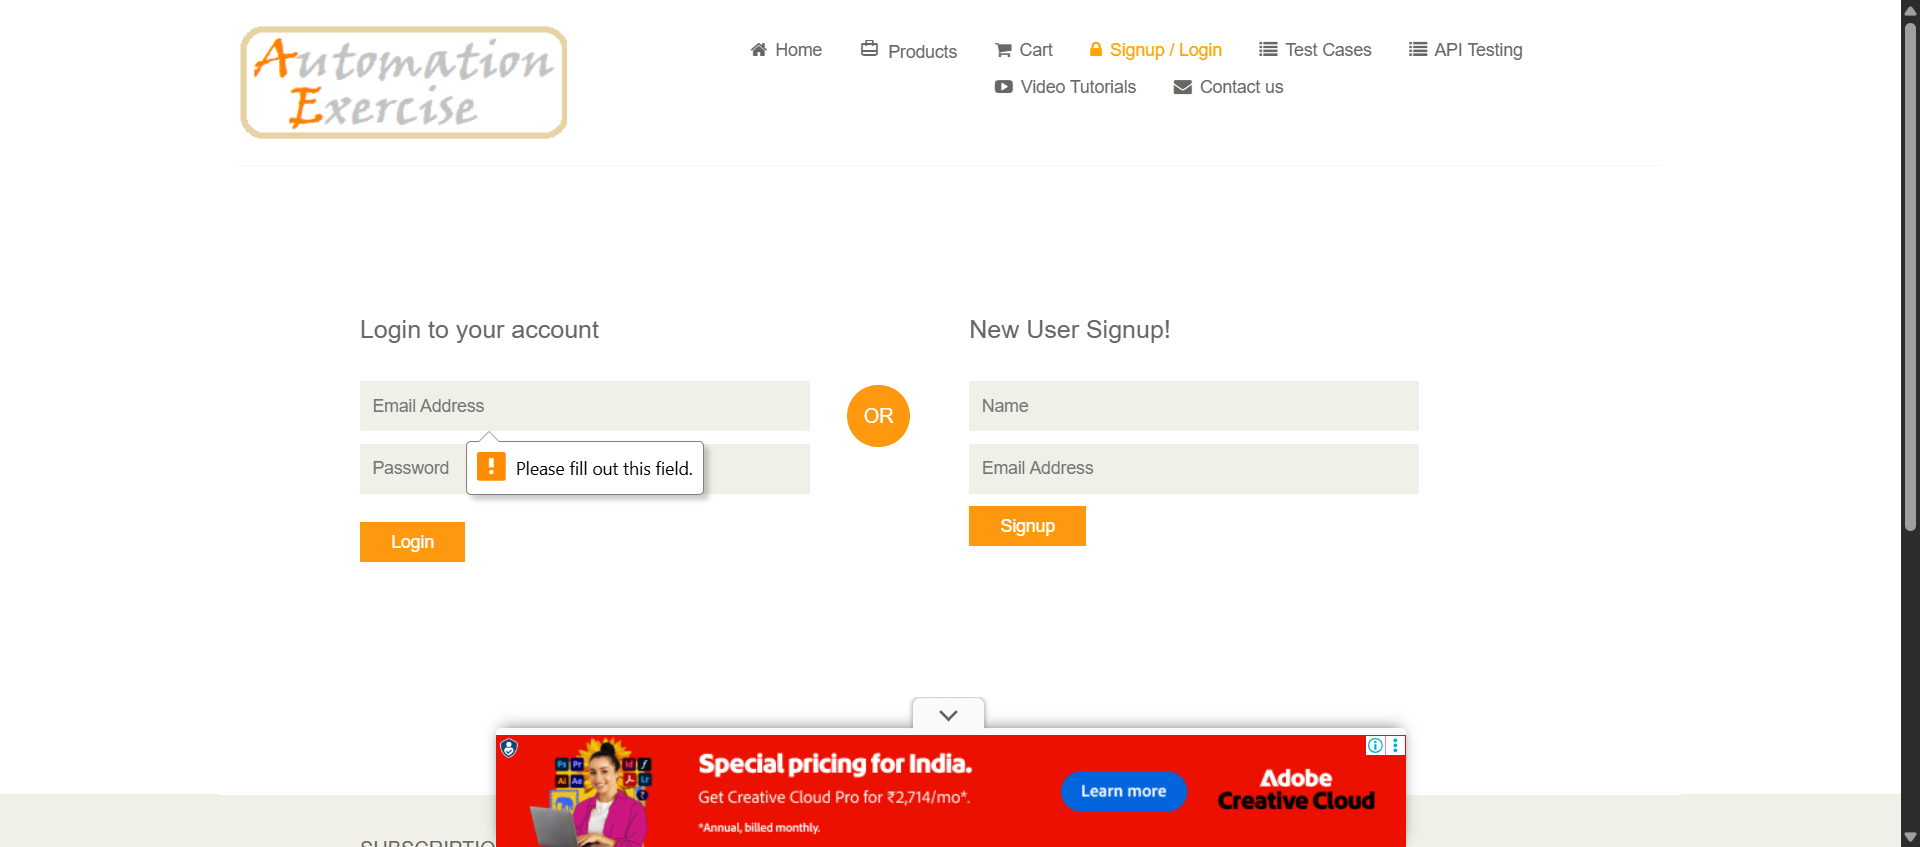 Automation
Exercise
Home
Products
Cart
Signup / Login
Test Cases
API Testing
Video Tutorials
Contact us
Login to your account
Email Address
Password
Please fill out this field.
Login
OR
New User Signup!
Name
Email Address
Signup
Special pricing for India.
Get Creative Cloud Pro for ₹2,714/mo*.
*Annual, billed monthly.
Learn more
Adobe
Creative Cloud
Ps Pr Id
Ai Ae Lr